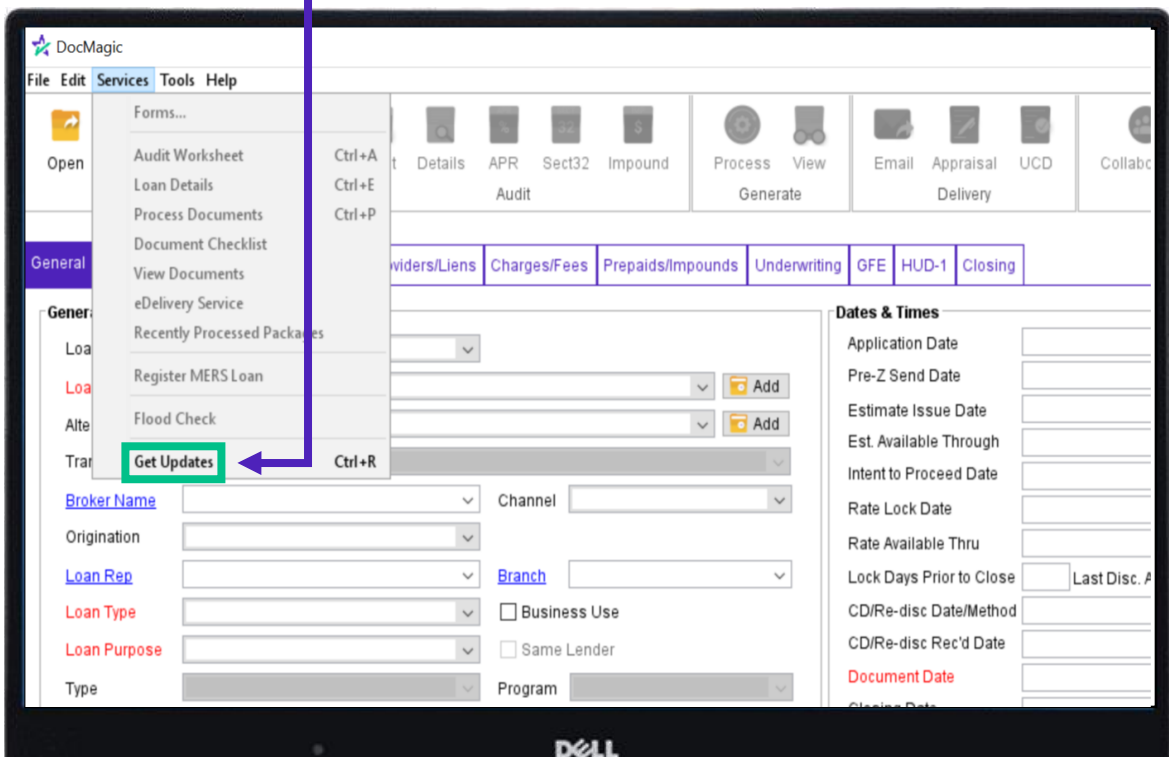 DocMagic
File Edit Services Tools Help
Forms...
Audit Worksheet Ctrl+A
Loan Details Ctrl+E
Process Documents Ctrl+P
Document Checklist
View Documents
eDelivery Service
Recently Processed Packages
Register MERS Loan
Flood Check
Get Updates Ctrl+R
Open Details APR Sect32 Impound Process View Email Appraisal UCD
Audit Generate Delivery
General Charges/Fees Prepaids/Impounds Underwriting GFE HUD-1 Closing
Dates & Times
Application Date
Add Pre-Z Send Date
Add Estimate Issue Date
Est. Available Through
Intent to Proceed Date
Broker Name Channel Rate Lock Date
Origination Rate Available Thru
Loan Rep Branch Lock Days Prior to Close Last Disc.
Loan Type Business Use CD/Re-disc Date/Method
Loan Purpose Same Lender CD/Re-disc Rec'd Date
Type Program Document Date
DELL